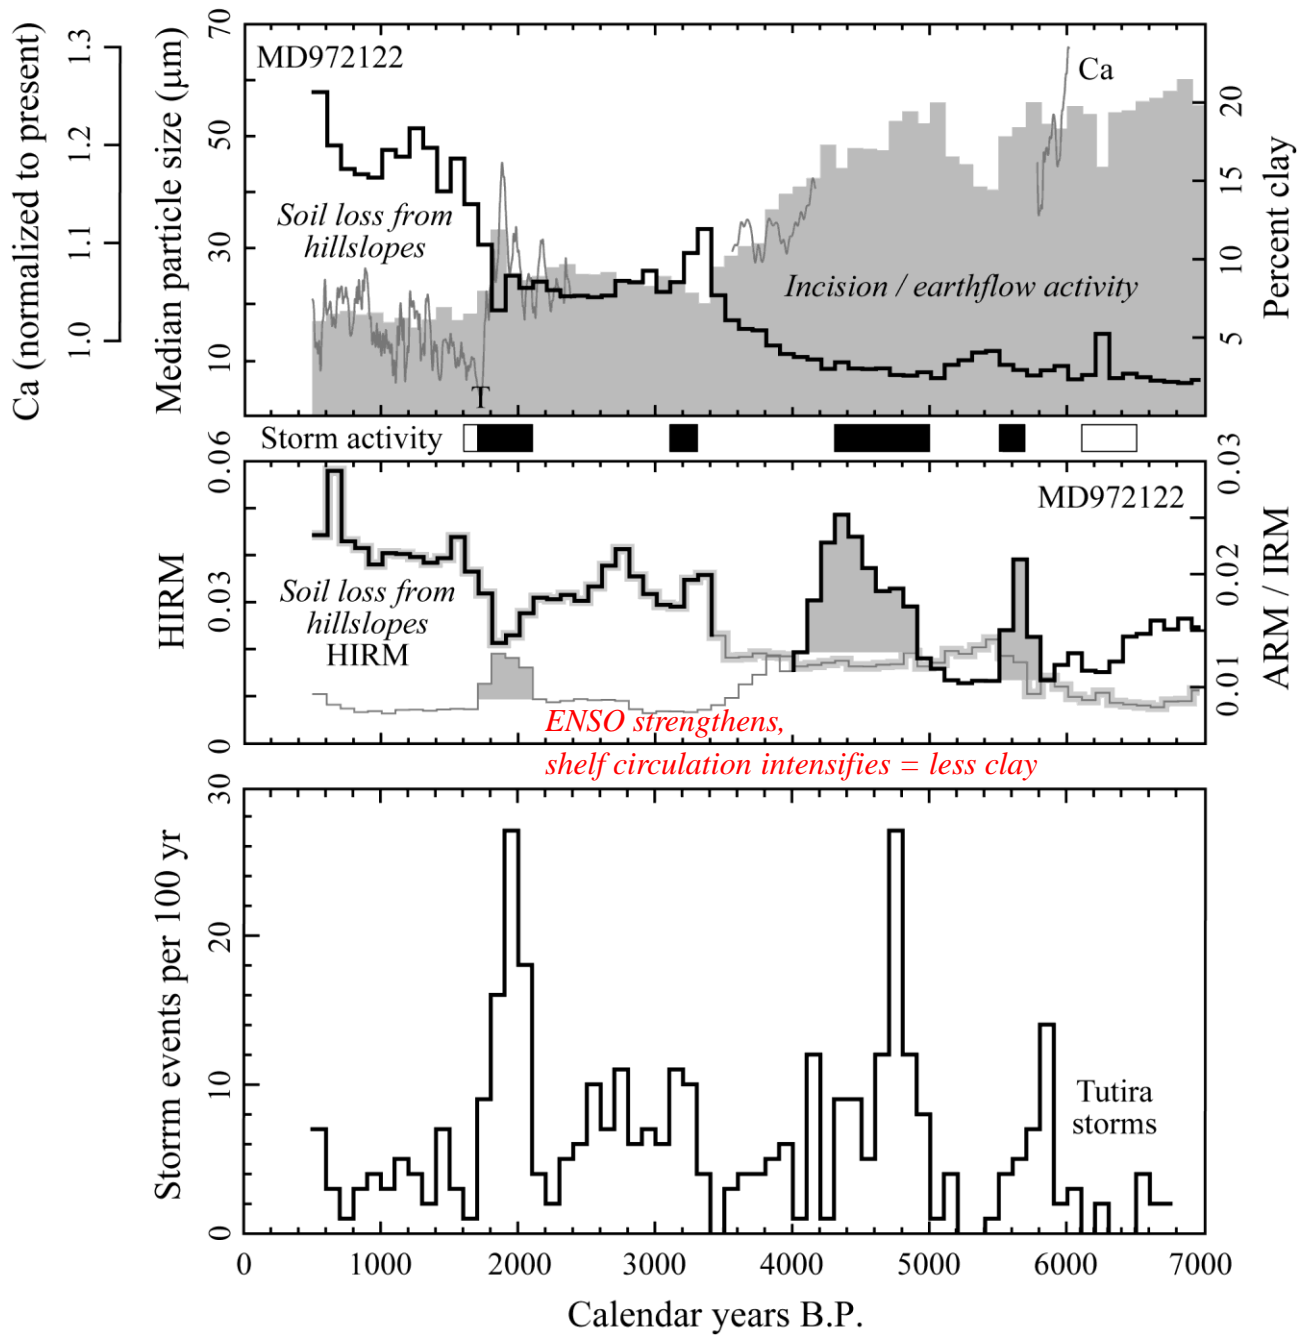 Ca (normalized to present)
1.0
1.1
1.2
1.3
Median particle size (μm)
10
30
50
70
MD972122
Ca
Soil loss from
hillslopes
Incision / earthflow activity
T
Percent clay
5
10
15
20
Storm activity
HIRM
0
0.03
0.06
MD972122
Soil loss from
hillslopes
HIRM
ARM / IRM
0.01
0.02
0.03
ENSO strengthens,
shelf circulation intensifies = less clay
Storrm events per 100 yr
0
10
20
30
Tutira
storms
0
1000
2000
3000
4000
5000
6000
7000
Calendar years B.P.